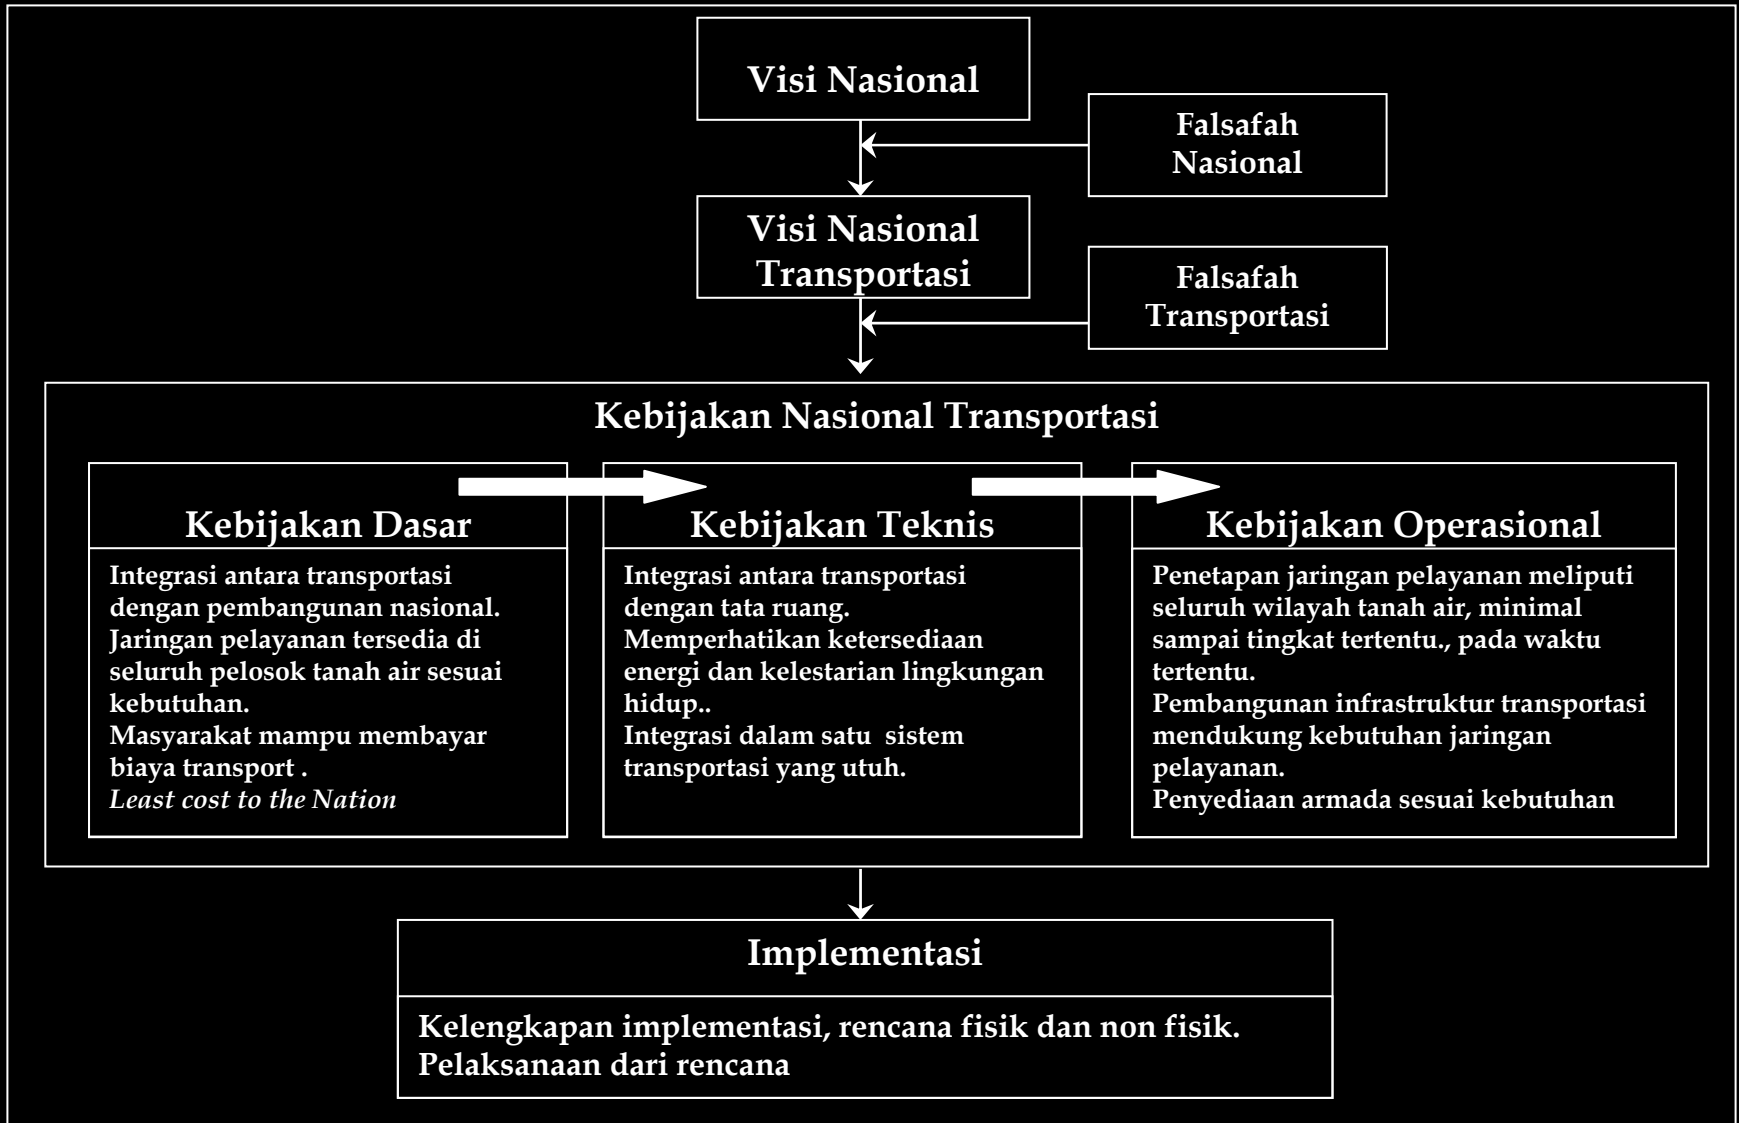 Visi Nasional
Falsafah
Nasional
Visi Nasional
Transportasi
Falsafah
Transportasi
Kebijakan Nasional Transportasi
Kebijakan Dasar
Integrasi antara transportasi
dengan pembangunan nasional.
Jaringan pelayanan tersedia di
seluruh pelosok tanah air sesuai
kebutuhan.
Masyarakat mampu membayar
biaya transport .
Least cost to the Nation
Kebijakan Teknis
Integrasi antara transportasi
dengan tata ruang.
Memperhatikan ketersediaan
energi dan kelestarian lingkungan
hidup..
Integrasi dalam satu  sistem
transportasi yang utuh.
Kebijakan Operasional
Penetapan jaringan pelayanan meliputi
seluruh wilayah tanah air, minimal
sampai tingkat tertentu., pada waktu
tertentu.
Pembangunan infrastruktur transportasi
mendukung kebutuhan jaringan
pelayanan.
Penyediaan armada sesuai kebutuhan
Implementasi
Kelengkapan implementasi, rencana fisik dan non fisik.
Pelaksanaan dari rencana